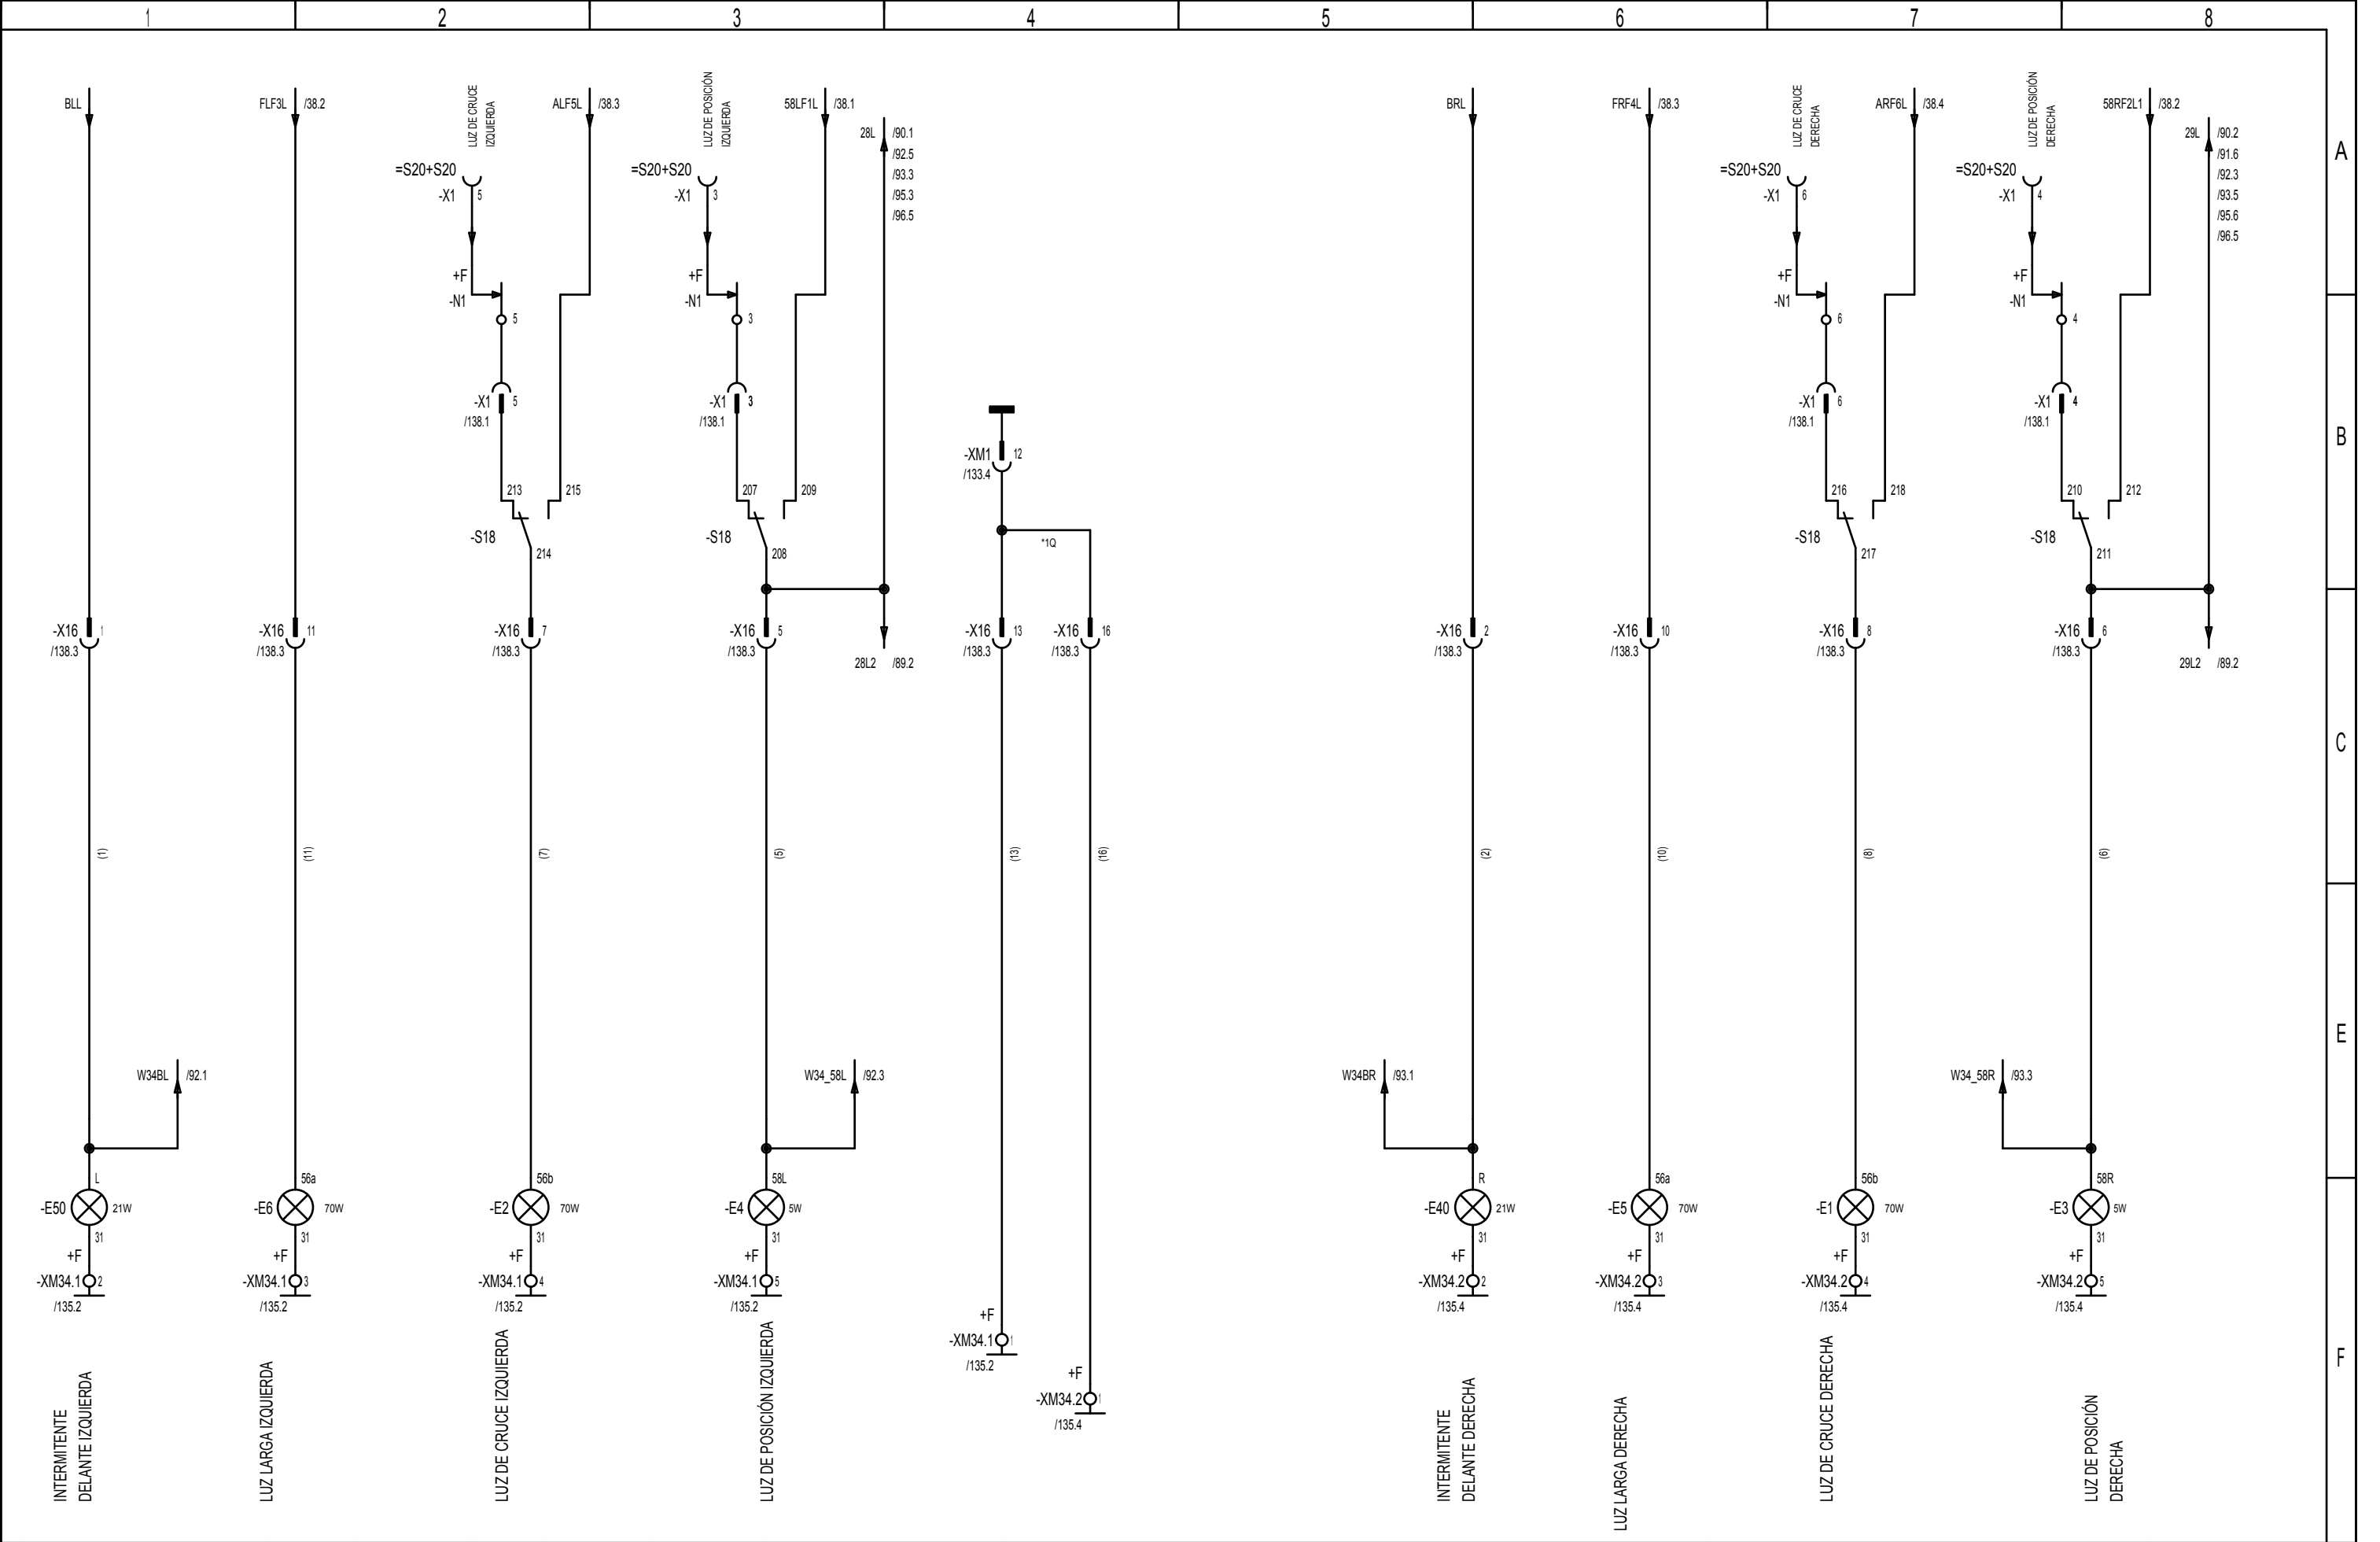 1 2 3 4 5 6 7 8
BLL
FLF3L /38.2
LUZ DE CRUCE
IZQUIERDA
ALF5L /38.3
LUZ DE POSICIÓN
IZQUIERDA
58LF1L /38.1
28L /90.1
/92.5
/93.3
/95.3
/96.5
BRL
FRF4L /38.3
LUZ DE CRUCE
DERECHA
ARF6L /38.4
LUZ DE POSICIÓN
DERECHA
58RF2L1 /38.2
29L /90.2
/91.6
/92.3
/93.5
/95.6
/96.5
A
=S20+S20
-X1 5
=S20+S20
-X1 3
=S20+S20
-X1 6
=S20+S20
-X1 4
+F
-N1
5
+F
-N1
3
+F
-N1
6
+F
-N1
4
-X1 5
/138.1
-X1 3
/138.1
-X1 6
/138.1
-X1 4
/138.1
B
-XM1 12
/133.4
213 215
-S18
214
207 209
-S18
208
*1Q
216 218
-S18
217
210 212
-S18
211
-X16 1
/138.3
-X16 11
/138.3
-X16 7
/138.3
-X16 5
/138.3
28L2 /89.2
-X16 13
/138.3
-X16 16
/138.3
-X16 2
/138.3
-X16 10
/138.3
-X16 8
/138.3
-X16 6
/138.3
29L2 /89.2
C
(1)
(11)
(7)
(5)
(13)
(16)
(2)
(10)
(8)
(6)
E
W34BL /92.1
W34_58L /92.3
W34BR /93.1
W34_58R /93.3
L
-E50 21W
31
+F
-XM34.1 2
/135.2
56a
-E6 70W
31
+F
-XM34.1 3
/135.2
56b
-E2 70W
31
+F
-XM34.1 4
/135.2
58L
-E4 5W
31
+F
-XM34.1 5
/135.2
+F
-XM34.1 1
/135.2
+F
-XM34.2 1
/135.4
R
-E40 21W
31
+F
-XM34.2 2
/135.4
56a
-E5 70W
31
+F
-XM34.2 3
/135.4
56b
-E1 70W
31
+F
-XM34.2 4
/135.4
58R
-E3 5W
31
+F
-XM34.2 5
/135.4
F
INTERMITENTE
DELANTE IZQUIERDA
LUZ LARGA IZQUIERDA
LUZ DE CRUCE IZQUIERDA
LUZ DE POSICIÓN IZQUIERDA
INTERMITENTE
DELANTE DERECHA
LUZ LARGA DERECHA
LUZ DE CRUCE DERECHA
LUZ DE POSICIÓN
DERECHA